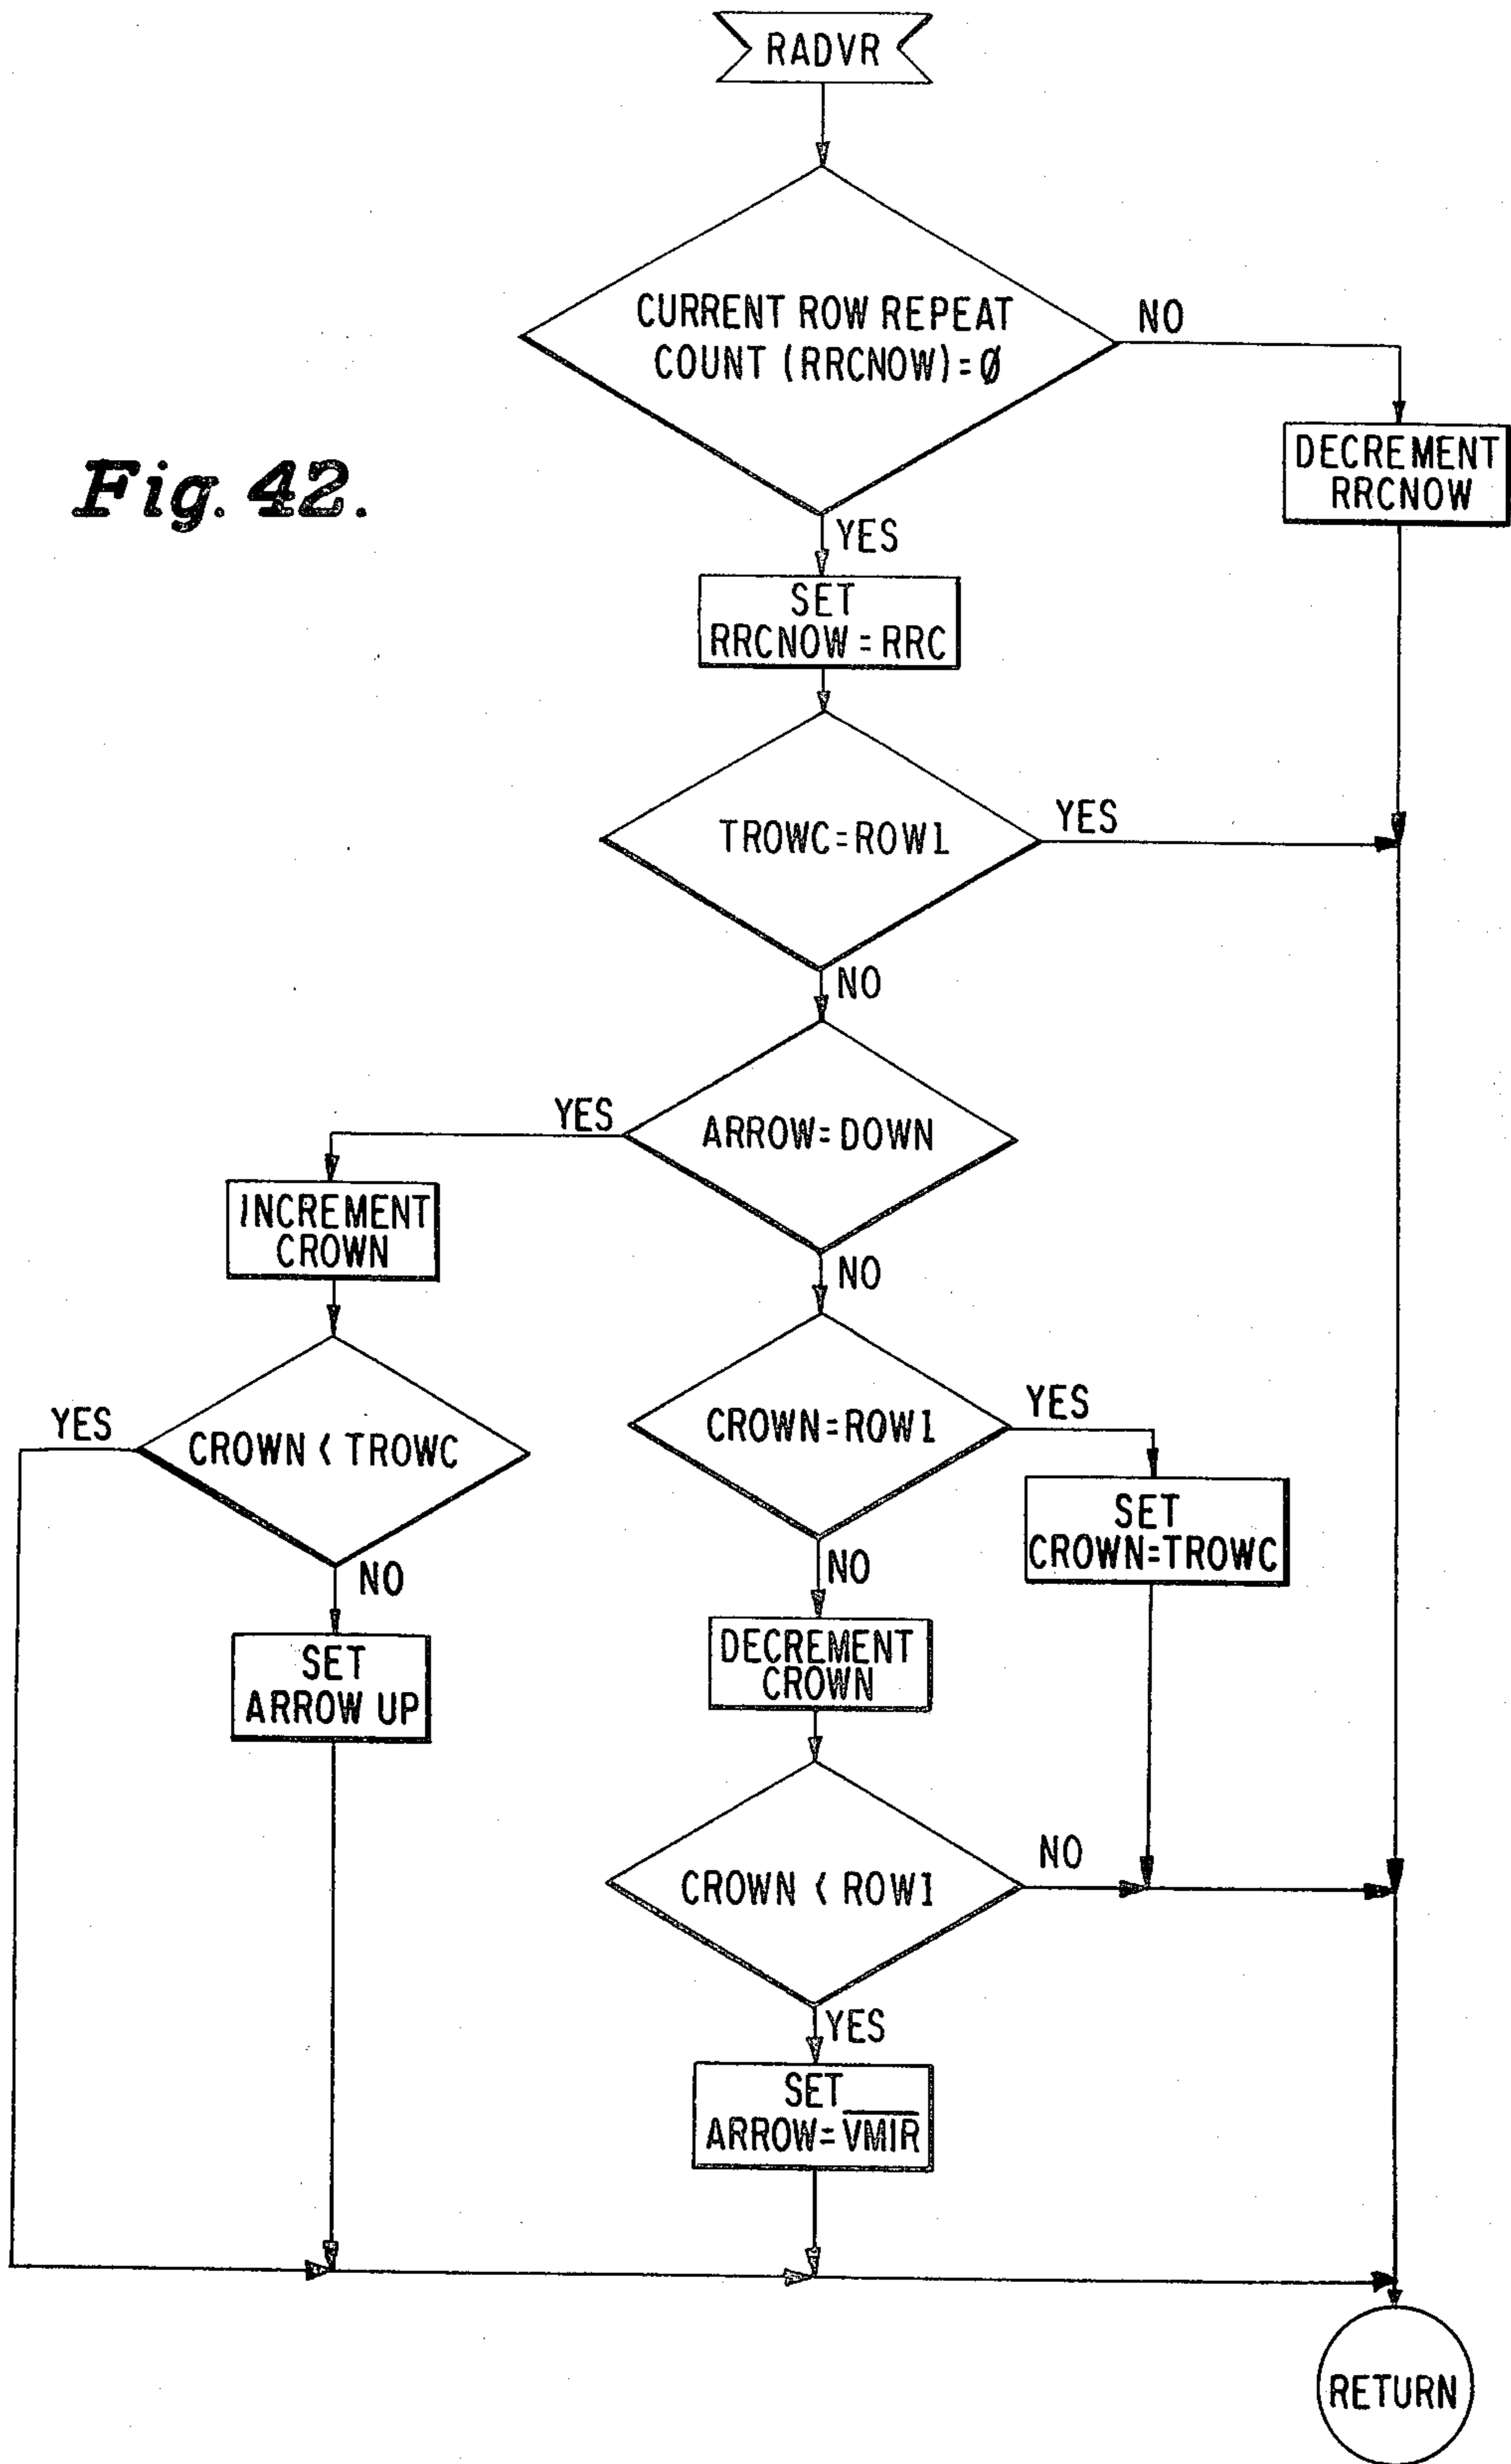 RADVR
CURRENT ROW REPEAT
COUNT (RRCNOW)=Ø
NO
DECREMENT
RRCNOW
Fig. 42.
YES
SET
RRCNOW=RRC
TROWC=ROW1
YES
NO
ARROW=DOWN
YES
INCREMENT
CROWN
NO
CROWN=ROW1
YES
CROWN < TROWC
YES
SET
CROWN=TROWC
NO
NO
DECREMENT
CROWN
SET
ARROW UP
CROWN < ROW1
NO
YES
SET
ARROW=V̅M̅I̅R̅
RETURN